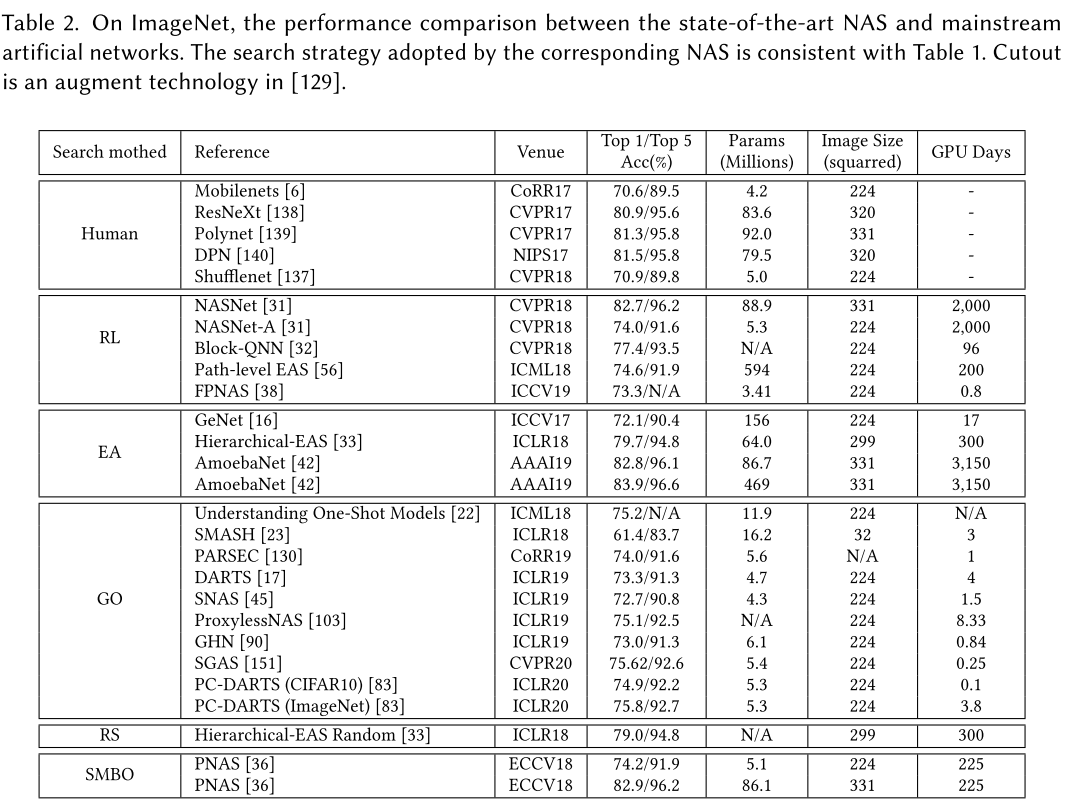 Table 2. On ImageNet, the performance comparison between the state-of-the-art NAS and mainstream
artificial networks. The search strategy adopted by the corresponding NAS is consistent with Table 1. Cutout
is an augment technology in [129].
Search mothed Reference Venue Top 1/Top 5 Acc(%) Params (Millions) Image Size (squarred) GPU Days
Human
Mobilenets [6] CoRR17 70.6/89.5 4.2 224 -
ResNeXt [138] CVPR17 80.9/95.6 83.6 320 -
Polynet [139] CVPR17 81.3/95.8 92.0 331 -
DPN [140] NIPS17 81.5/95.8 79.5 320 -
Shufflenet [137] CVPR18 70.9/89.8 5.0 224 -
RL
NASNet [31] CVPR18 82.7/96.2 88.9 331 2,000
NASNet-A [31] CVPR18 74.0/91.6 5.3 224 2,000
Block-QNN [32] CVPR18 77.4/93.5 N/A 224 96
Path-level EAS [56] ICML18 74.6/91.9 594 224 200
FPNAS [38] ICCV19 73.3/N/A 3.41 224 0.8
EA
GeNet [16] ICCV17 72.1/90.4 156 224 17
Hierarchical-EAS [33] ICLR18 79.7/94.8 64.0 299 300
AmoebaNet [42] AAAI19 82.8/96.1 86.7 331 3,150
AmoebaNet [42] AAAI19 83.9/96.6 469 331 3,150
GO
Understanding One-Shot Models [22] ICML18 75.2/N/A 11.9 224 N/A
SMASH [23] ICLR18 61.4/83.7 16.2 32 3
PARSEC [130] CoRR19 74.0/91.6 5.6 N/A 1
DARTS [17] ICLR19 73.3/91.3 4.7 224 4
SNAS [45] ICLR19 72.7/90.8 4.3 224 1.5
ProxylessNAS [103] ICLR19 75.1/92.5 N/A 224 8.33
GHN [90] ICLR19 73.0/91.3 6.1 224 0.84
SGAS [151] CVPR20 75.62/92.6 5.4 224 0.25
PC-DARTS (CIFAR10) [83] ICLR20 74.9/92.2 5.3 224 0.1
PC-DARTS (ImageNet) [83] ICLR20 75.8/92.7 5.3 224 3.8
RS
Hierarchical-EAS Random [33] ICLR18 79.0/94.8 N/A 299 300
SMBO
PNAS [36] ECCV18 74.2/91.9 5.1 224 225
PNAS [36] ECCV18 82.9/96.2 86.1 331 225